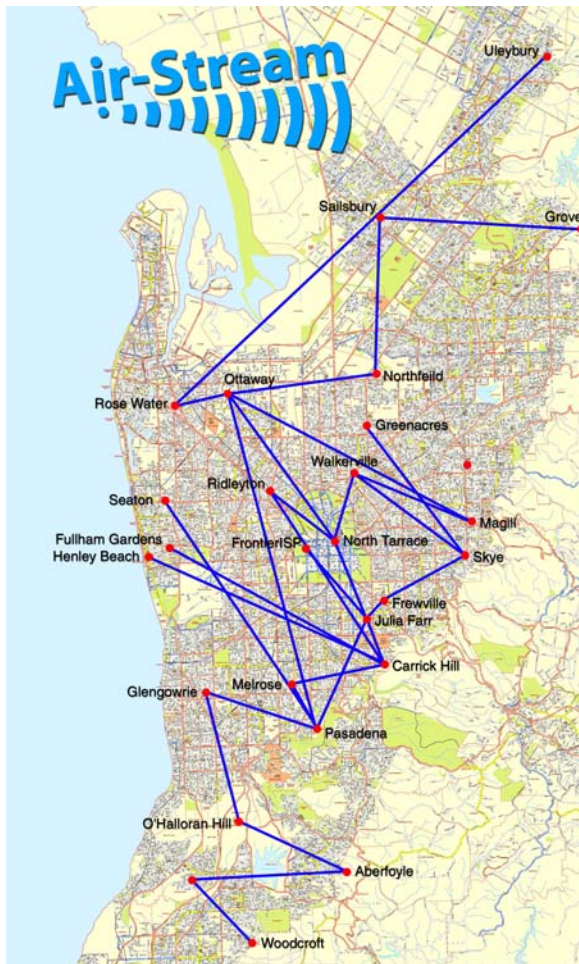 Uleybury
Air-Stream
Sailsbury
Grove
Northfeild
Ottaway
Rose Water
Greenacres
Walkerville
Ridleyton
Seaton
Magill
Fullham Gardens
FrontierISP
North Tarrace
Henley Beach
Skye
Frewville
Julia Farr
Carrick Hill
Melrose
Glengowrie
Pasadena
O'Halloran Hill
Aberfoyle
Woodcroft